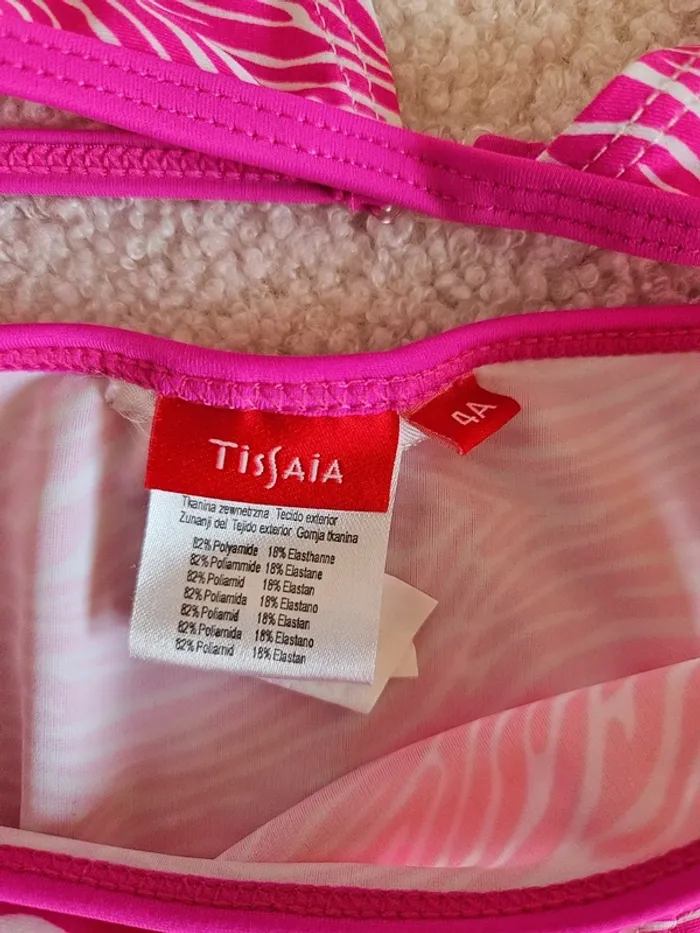 TISSAIA
4A
Tkanina zewnetrzna Tecido exterior
Zunanji del Tejido exterior Gornja tkanina
82% Polyamide 18% Elasthanne
82% Poliammide 18% Elastane
82% Poliamid 18% Elastan
82% Poliamida 18% Elastano
82% Poliamid 18% Elastan
82% Poliamida 18% Elastano
82% Poliamid 18% Elastan